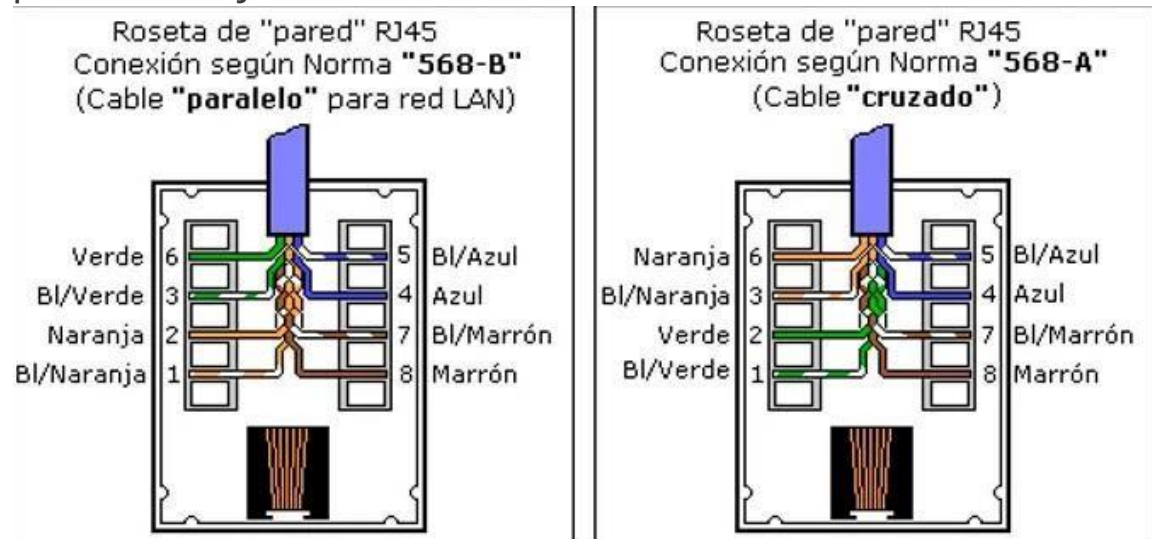 Roseta de "pared" RJ45
Conexión según Norma "568-B"
(Cable "paralelo" para red LAN)
Verde 6 5 Bl/Azul
Bl/Verde 3 4 Azul
Naranja 2 7 Bl/Marrón
Bl/Naranja 1 8 Marrón
Roseta de "pared" RJ45
Conexión según Norma "568-A"
(Cable "cruzado")
Naranja 6 5 Bl/Azul
Bl/Naranja 3 4 Azul
Verde 2 7 Bl/Marrón
Bl/Verde 1 8 Marrón